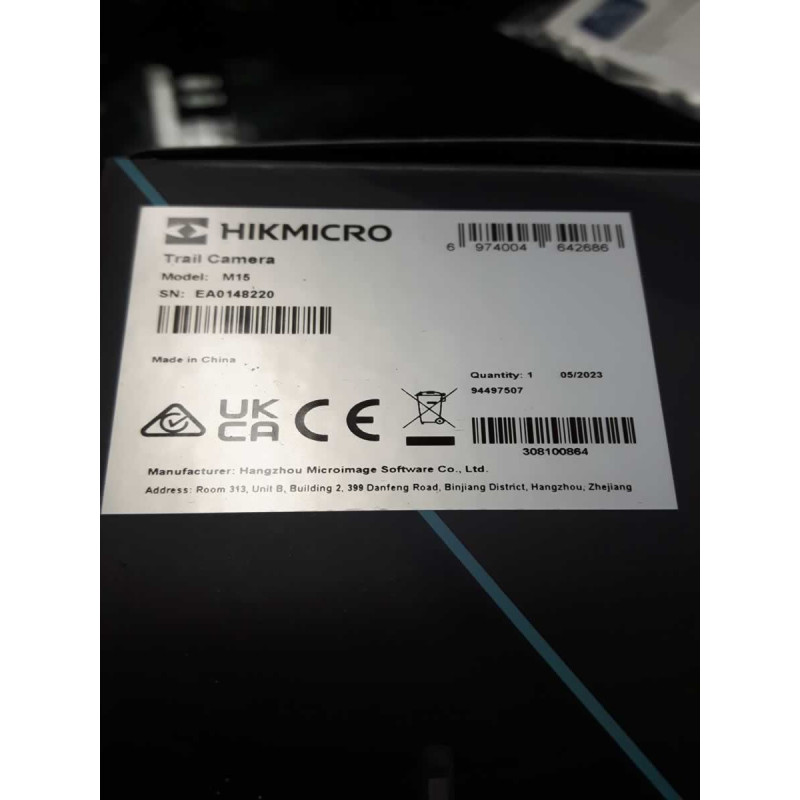 HIKMICRO
Trail Camera
Model: M15
SN: EA0148220
6 974004 642686
Made in China
Quantity: 1 05/2023
94497507
UK
CA
CE
308100864
Manufacturer: Hangzhou Microimage Software Co., Ltd.
Address: Room 313, Unit B, Building 2, 399 Danfeng Road, Binjiang District, Hangzhou, Zhejiang